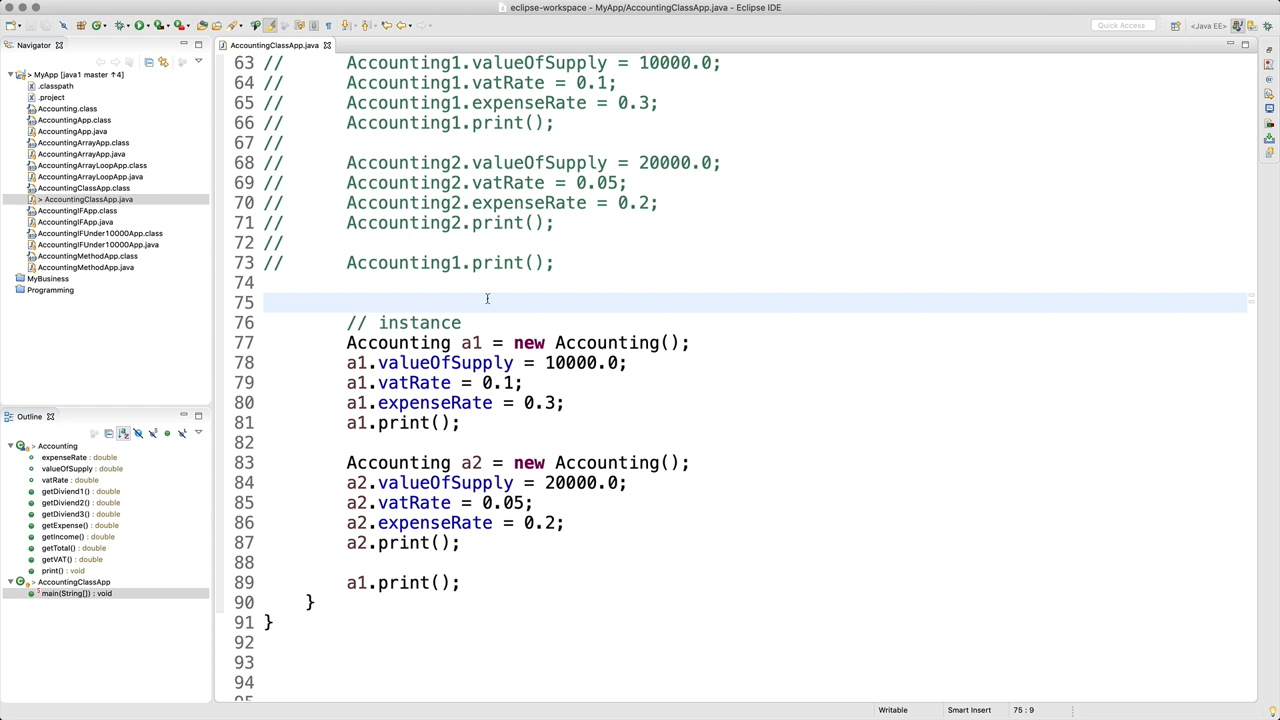 eclipse-workspace - MyApp/AccountingClassApp.java - Eclipse IDE
Quick Access
<Java EE>
Navigator
> MyApp [java1 master ↑4]
.classpath
.project
Accounting.class
AccountingApp.class
AccountingApp.java
AccountingArrayApp.class
AccountingArrayApp.java
AccountingArrayLoopApp.class
AccountingArrayLoopApp.java
AccountingClassApp.class
> AccountingClassApp.java
AccountingIFApp.class
AccountingIFApp.java
AccountingIFUnder10000App.class
AccountingIFUnder10000App.java
AccountingMethodApp.class
AccountingMethodApp.java
MyBusiness
Programming
Outline
> Accounting
expenseRate : double
valueOfSupply : double
vatRate : double
getDiviend1() : double
getDiviend2() : double
getDiviend3() : double
getExpense() : double
getIncome() : double
getTotal() : double
getVAT() : double
print() : void
> AccountingClassApp
main(String[]) : void
AccountingClassApp.java
63 // Accounting1.valueOfSupply = 10000.0;
64 // Accounting1.vatRate = 0.1;
65 // Accounting1.expenseRate = 0.3;
66 // Accounting1.print();
67 //
68 // Accounting2.valueOfSupply = 20000.0;
69 // Accounting2.vatRate = 0.05;
70 // Accounting2.expenseRate = 0.2;
71 // Accounting2.print();
72 //
73 // Accounting1.print();
74
75
76 // instance
77 Accounting a1 = new Accounting();
78 a1.valueOfSupply = 10000.0;
79 a1.vatRate = 0.1;
80 a1.expenseRate = 0.3;
81 a1.print();
82
83 Accounting a2 = new Accounting();
84 a2.valueOfSupply = 20000.0;
85 a2.vatRate = 0.05;
86 a2.expenseRate = 0.2;
87 a2.print();
88
89 a1.print();
90 }
91 }
92
93
94
Writable
Smart Insert
75 : 9